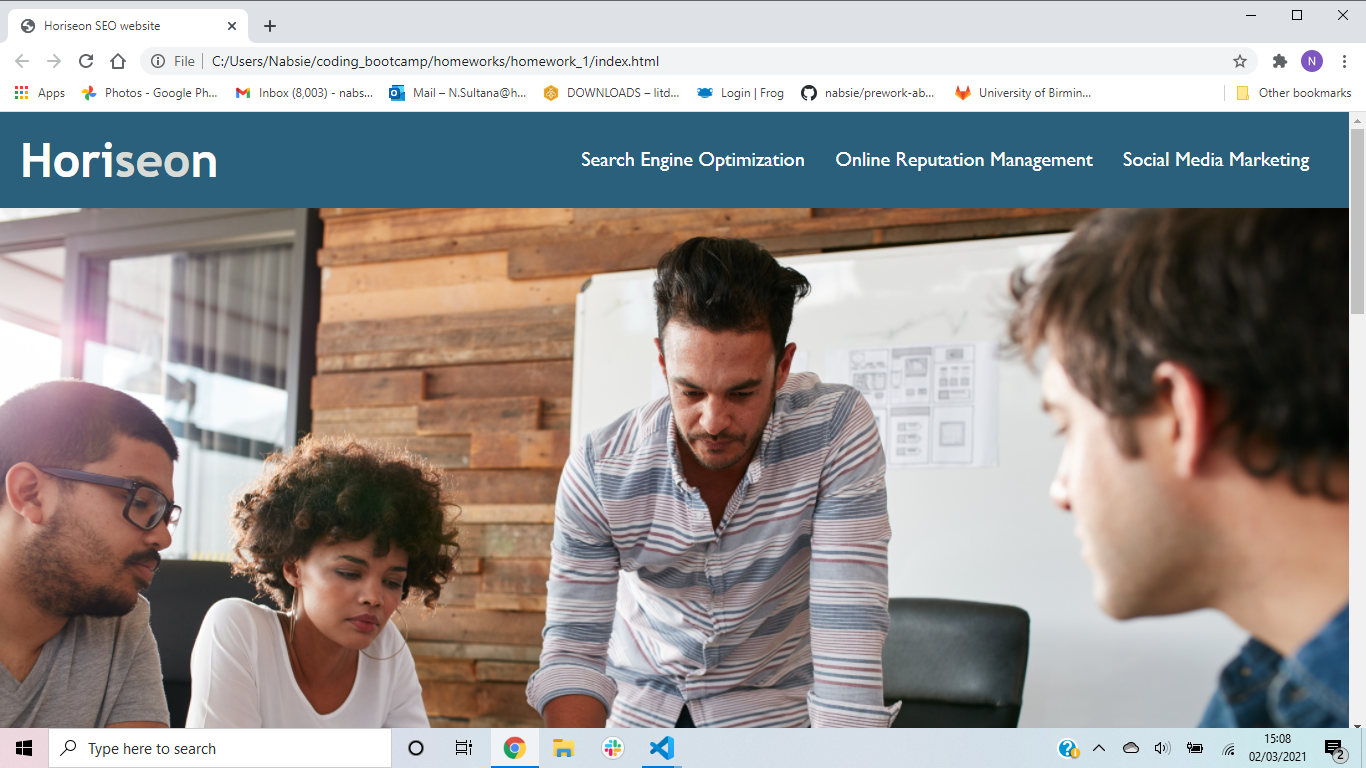 Horiseon SEO website
File
C:/Users/Nabsie/coding_bootcamp/homeworks/homework_1/index.html
N
Apps
Photos - Google Ph...
Inbox (8,003) - nabs...
Mail – N.Sultana@h...
DOWNLOADS – litd...
Login | Frog
nabsie/prework-ab...
University of Birmin...
Other bookmarks
Horiseon
Search Engine Optimization
Online Reputation Management
Social Media Marketing
Type here to search
15:08
02/03/2021
2